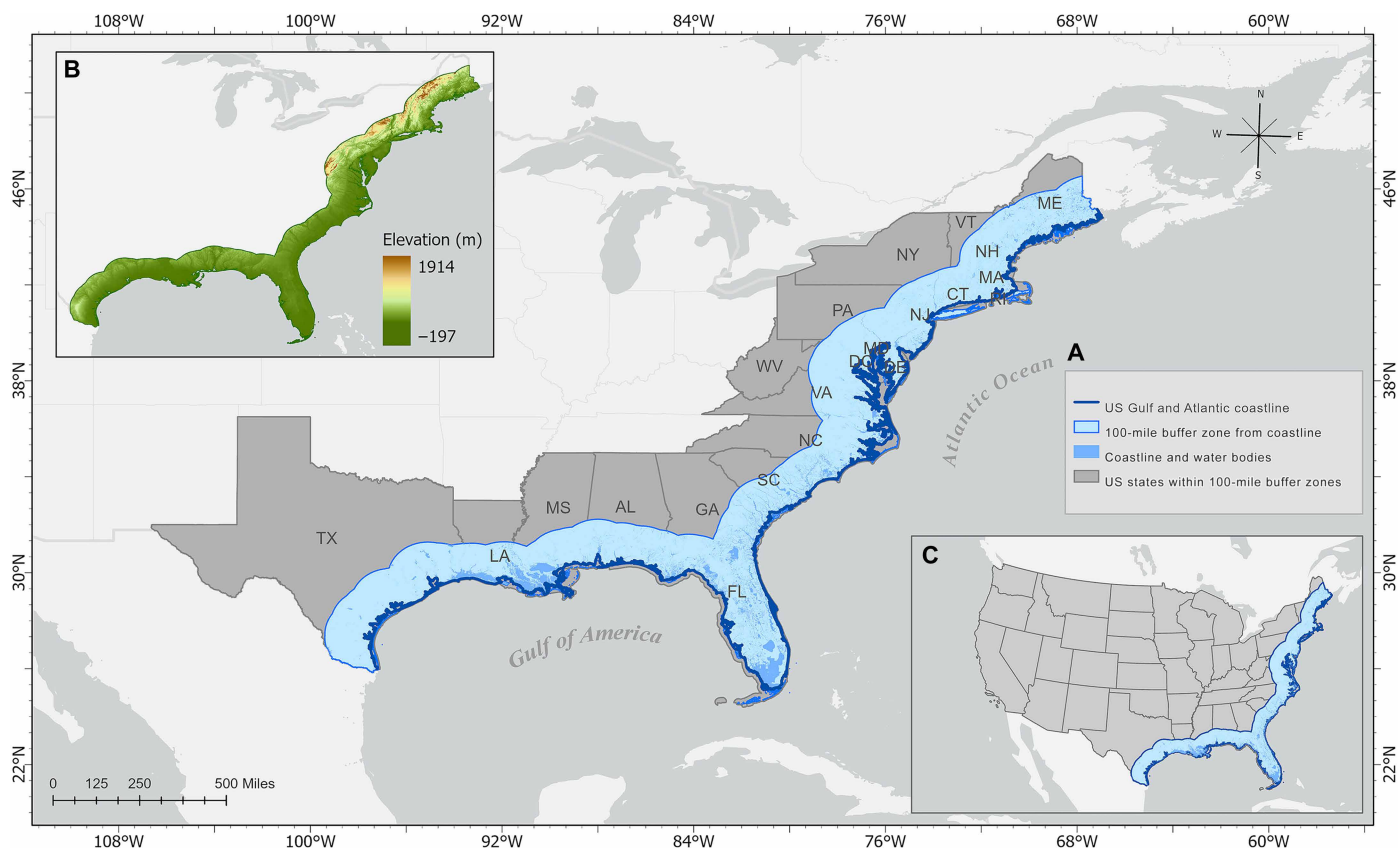 108°W 100°W 92°W 84°W 76°W 68°W 60°W
B
Elevation (m)
1914
−197
N
W E
S
46°N 46°N
38°N 38°N
30°N 30°N
22°N 22°N
ME
VT
NH
NY
MA
CT RI
PA NJ
MD
DC DE
WV
VA
NC
SC
MS AL GA
TX
LA
FL
Atlantic Ocean
Gulf of America
A
US Gulf and Atlantic coastline
100-mile buffer zone from coastline
Coastline and water bodies
US states within 100-mile buffer zones
C
0 125 250 500 Miles
108°W 100°W 92°W 84°W 76°W 68°W 60°W